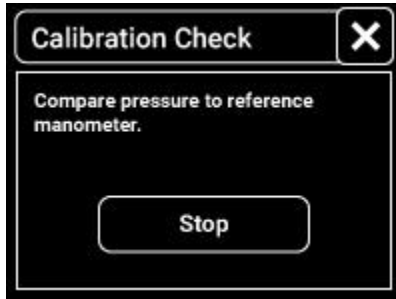 Calibration Check
Compare pressure to reference
manometer.
Stop